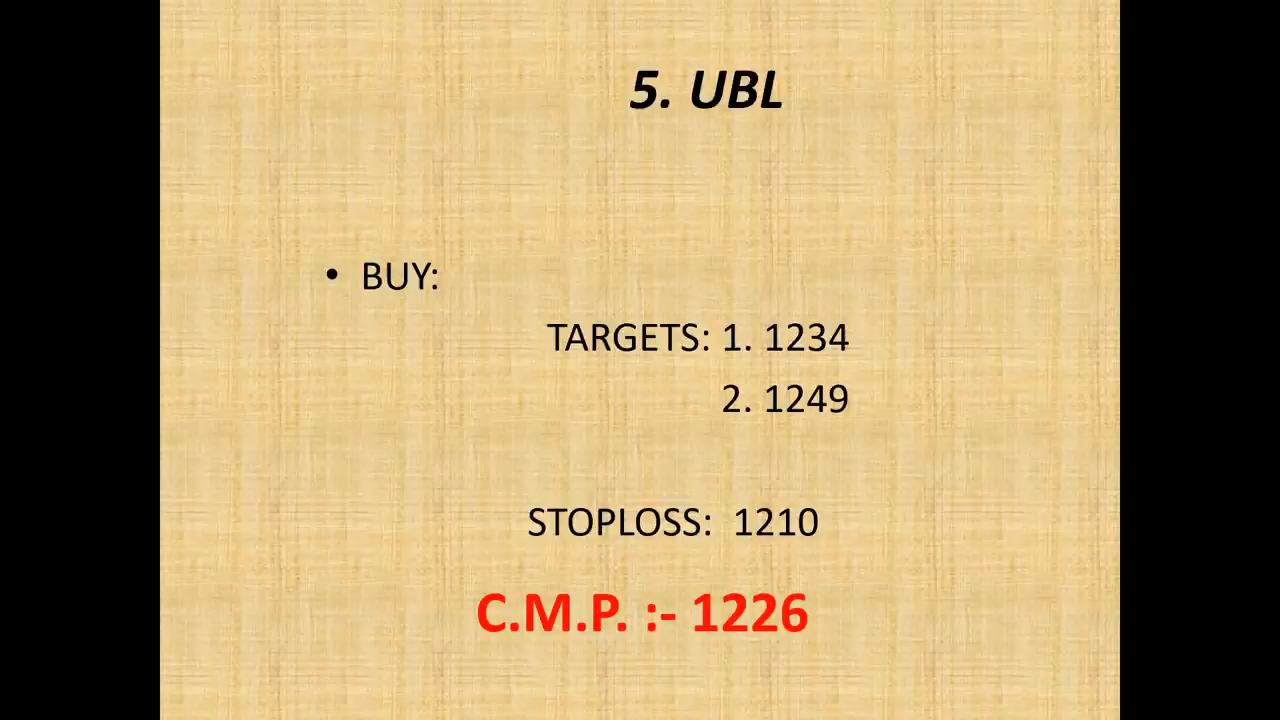 5. UBL
• BUY:
TARGETS: 1. 1234
2. 1249
STOPLOSS: 1210
C.M.P. :- 1226